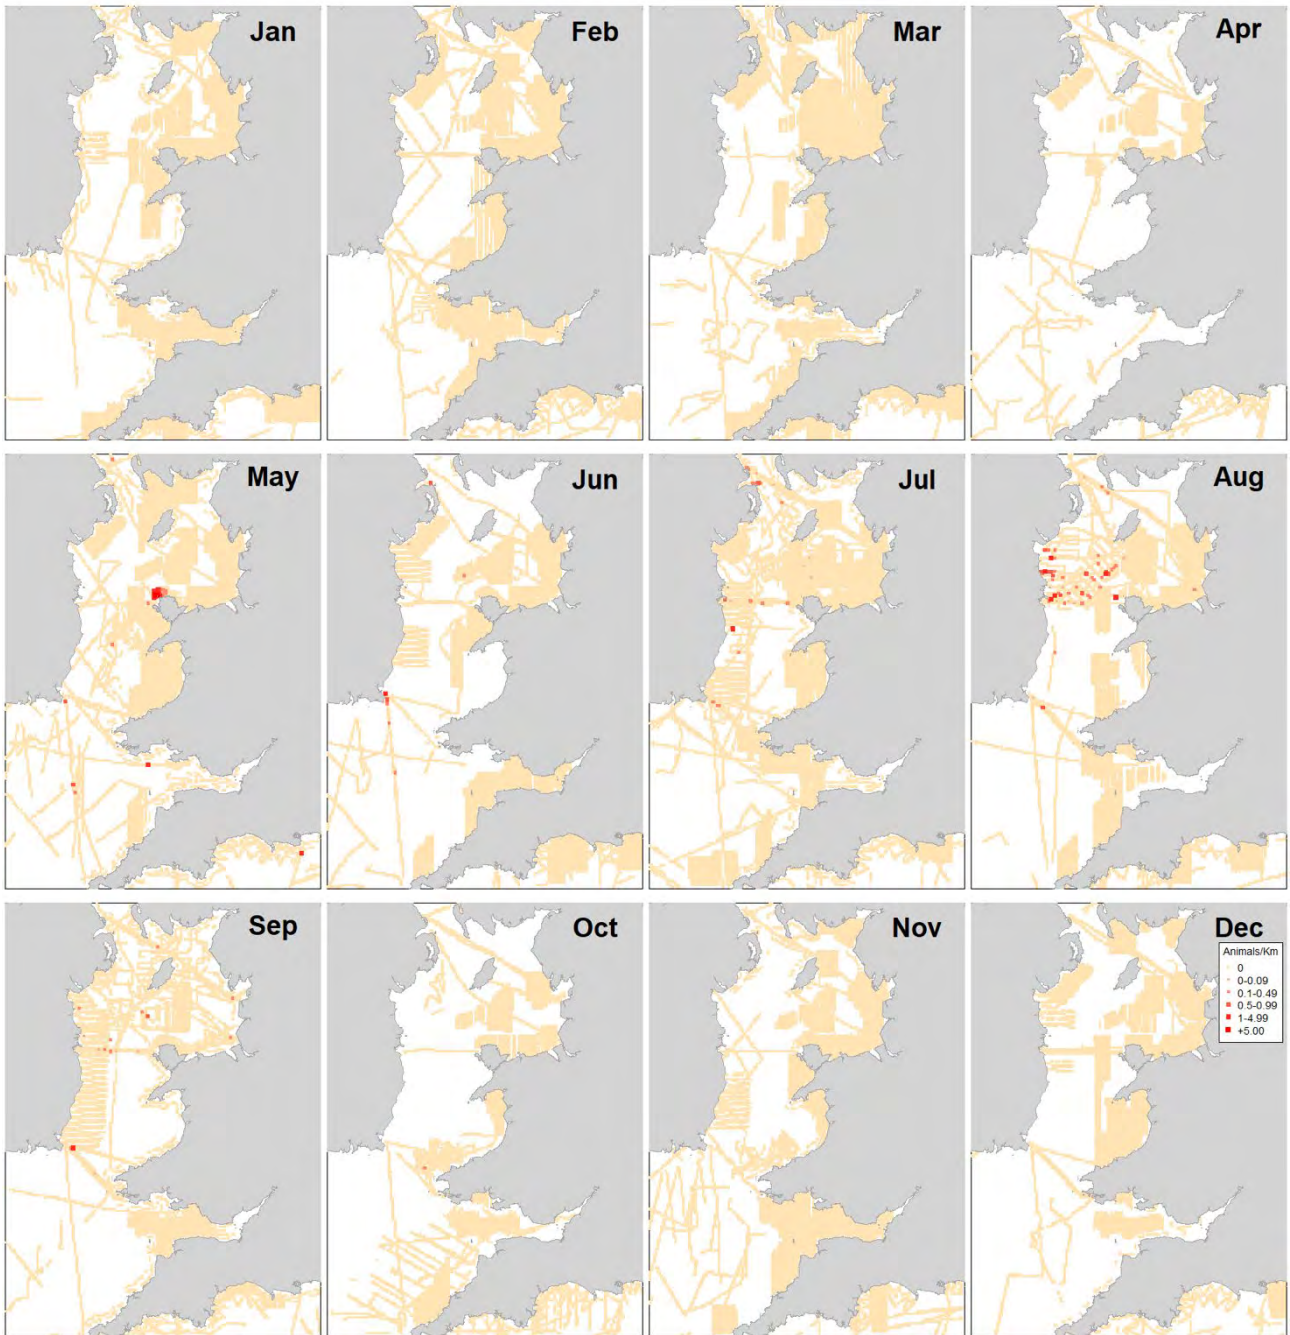 Jan
Feb
Mar
Apr
May
Jun
Jul
Aug
Sep
Oct
Nov
Dec
Animals/Km
0
0-0.09
0.1-0.49
0.5-0.99
1-4.99
+5.00